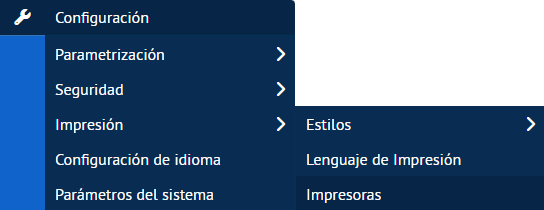 Configuración
Parametrización
Seguridad
Impresión
Estilos
Configuración de idioma
Lenguaje de Impresión
Parámetros del sistema
Impresoras